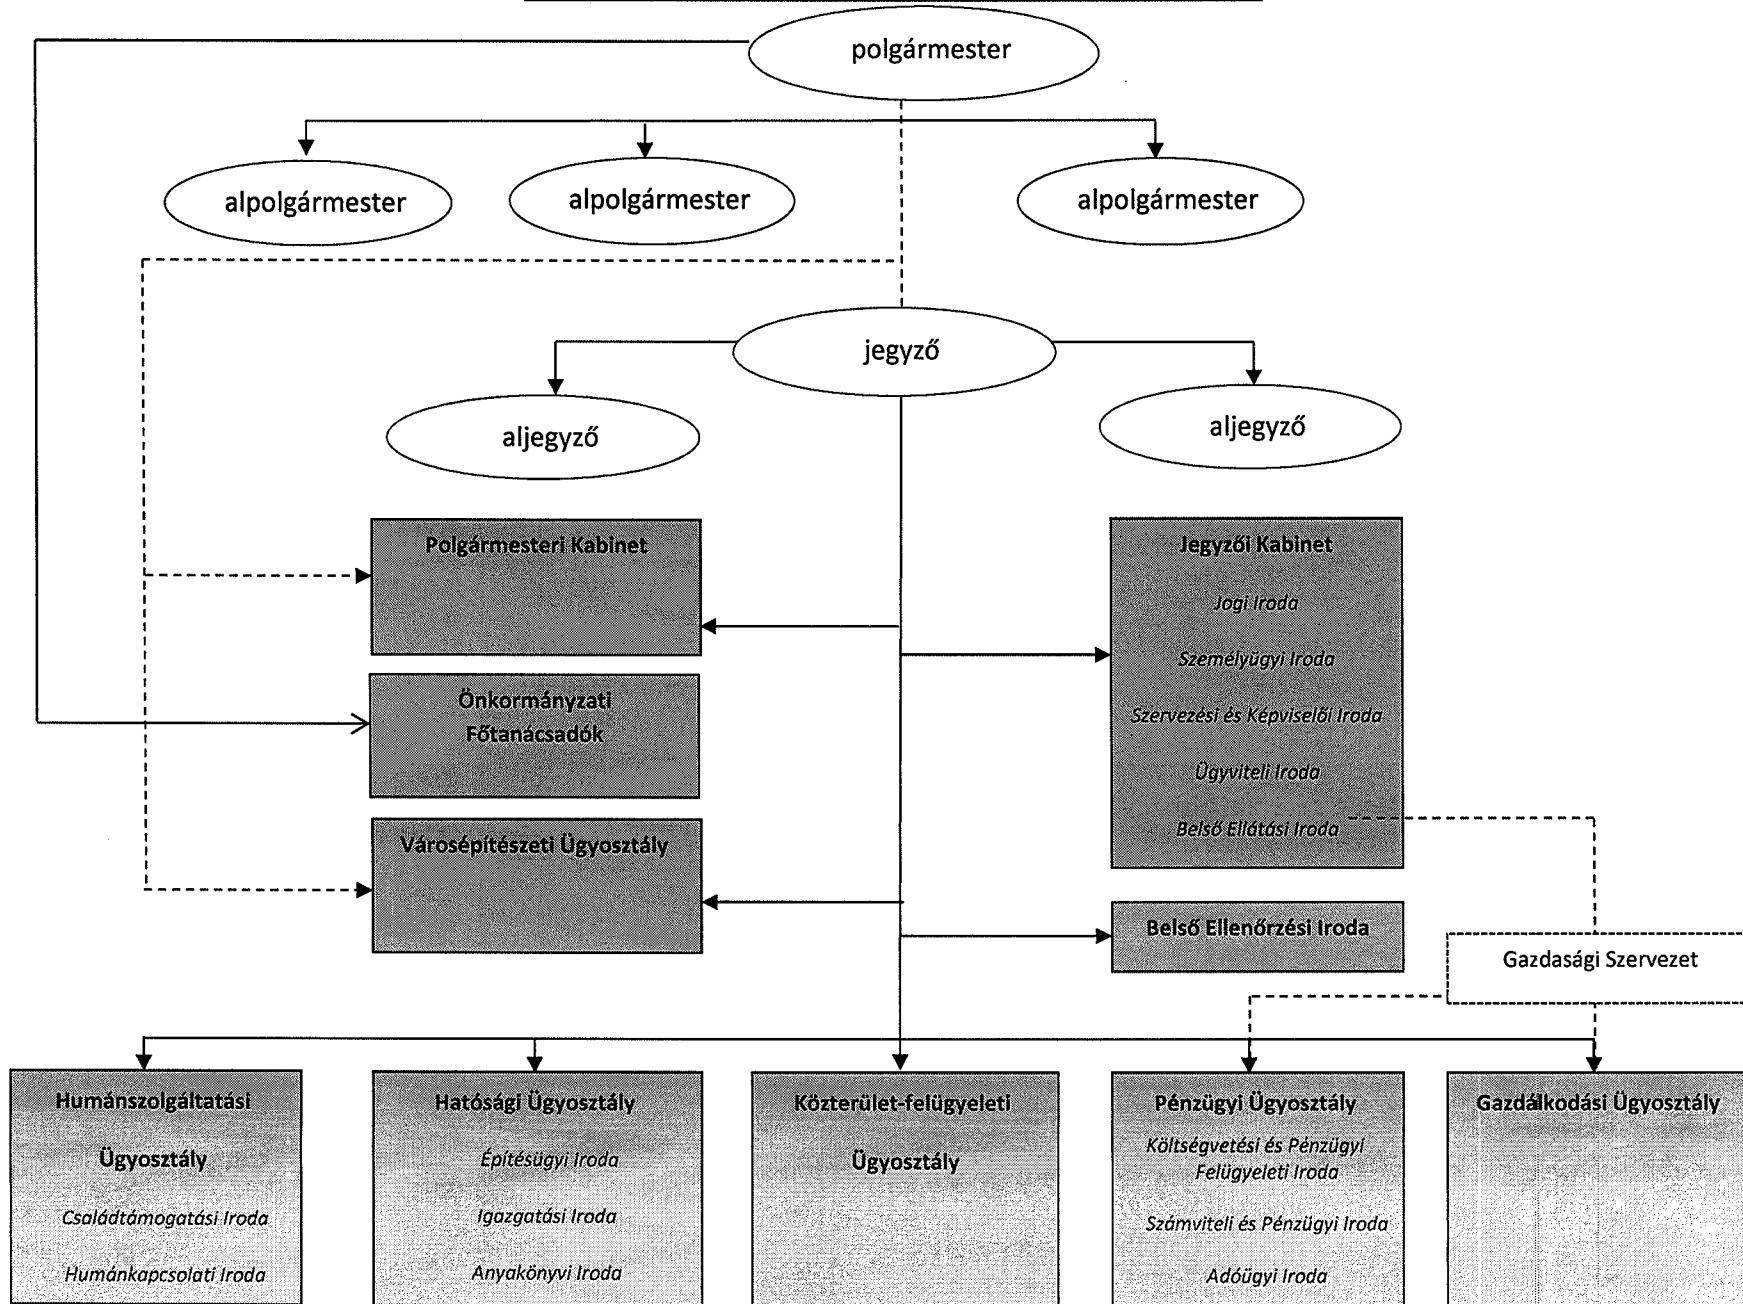 polgármester
alpolgármester
alpolgármester
alpolgármester
jegyző
aljegyző
aljegyző
Polgármesteri Kabinet
Önkormányzati
Főtanácsadók
Városépítészeti Ügyosztály
Jegyzői Kabinet
Jogi Iroda
Személyügyi Iroda
Szervezési és Képviselői Iroda
Ügyviteli Iroda
Belső Ellátási Iroda
Belső Ellenőrzési Iroda
Gazdasági Szervezet
Humánszolgáltatási
Ügyosztály
Családtámogatási Iroda
Humánkapcsolati Iroda
Hatósági Ügyosztály
Építésügyi Iroda
Igazgatási Iroda
Anyakönyvi Iroda
Közterület-felügyeleti
Ügyosztály
Pénzügyi Ügyosztály
Költségvetési és Pénzügyi
Felügyeleti Iroda
Számviteli és Pénzügyi Iroda
Adóügyi Iroda
Gazdálkodási Ügyosztály